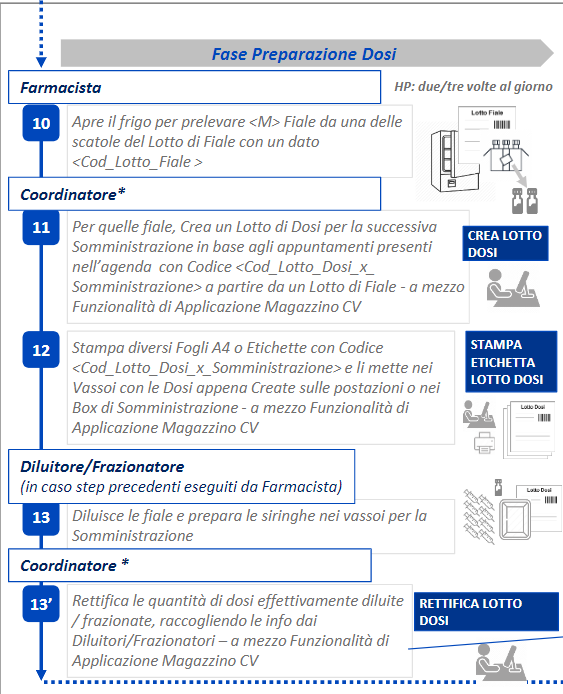 Fase Preparazione Dosi
Farmacista
HP: due/tre volte al giorno
10
Apre il frigo per prelevare <M> Fiale da una delle
scatole del Lotto di Fiale con un dato
<Cod_Lotto_Fiale >
Lotto Fiale
Coordinatore*
11
Per quelle fiale, Crea un Lotto di Dosi per la successiva
Somministrazione in base agli appuntamenti presenti
nell'agenda con Codice <Cod_Lotto_Dosi_x_
Somministrazione> a partire da un Lotto di Fiale - a mezzo
Funzionalità di Applicazione Magazzino CV
CREA LOTTO
DOSI
12
Stampa diversi Fogli A4 o Etichette con Codice
<Cod_Lotto_Dosi_x_Somministrazione> e li mette nei
Vassoi con le Dosi appena Create sulle postazioni o nei
Box di Somministrazione - a mezzo Funzionalità di
Applicazione Magazzino CV
STAMPA
ETICHETTA
LOTTO DOSI
Lotto Dosi
Diluitore/Frazionatore
(in caso step precedenti eseguiti da Farmacista)
13
Diluisce le fiale e prepara le siringhe nei vassoi per la
Somministrazione
Lotto Dosi
Coordinatore *
13’
Rettifica le quantità di dosi effettivamente diluite
/ frazionate, raccogliendo le info dai
Diluitori/Frazionatori – a mezzo Funzionalità di
Applicazione Magazzino CV
RETTIFICA LOTTO
DOSI